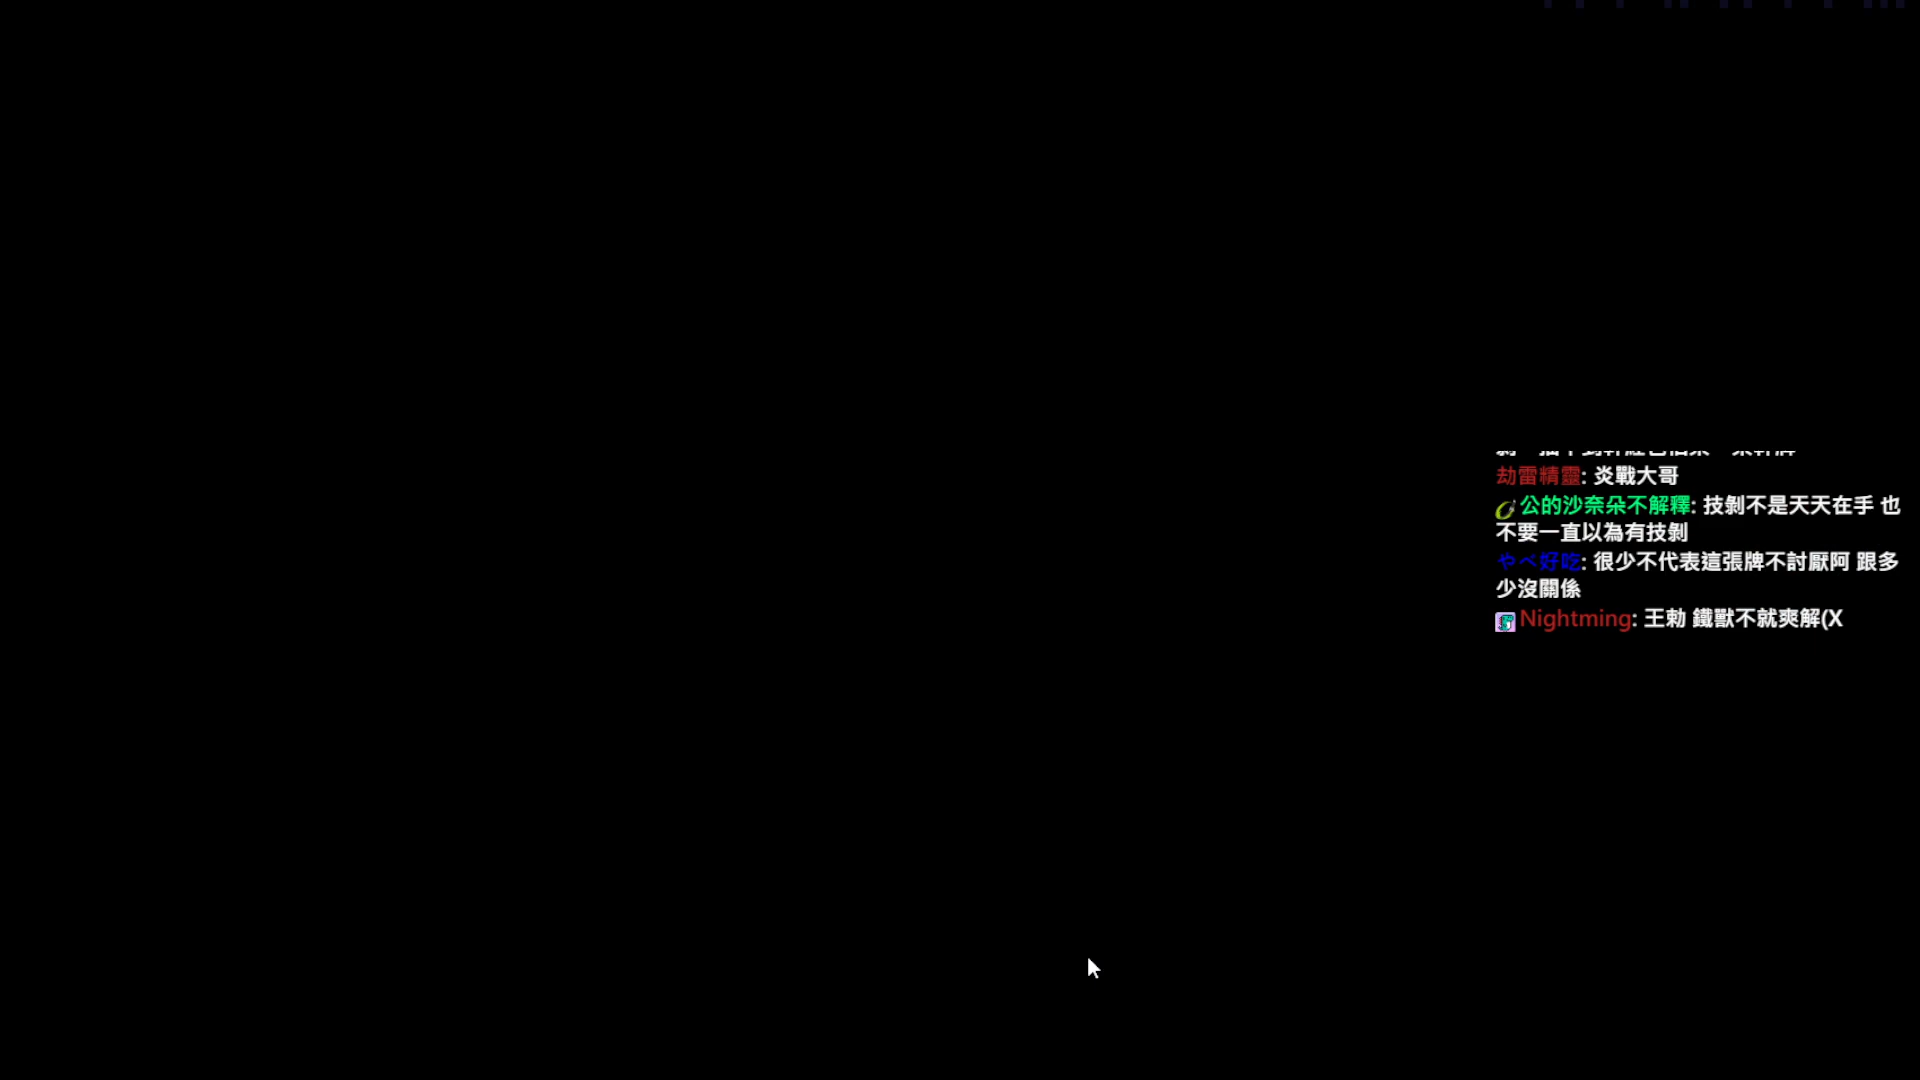 劫雷精靈: 炎戰大哥
公的沙奈朵不解釋: 技剝不是天天在手 也
不要一直以為有技剝
やべ好吃: 很少不代表這張牌不討厭阿 跟多
少沒關係
Nightming: 王勅 鐵獸不就爽解(X